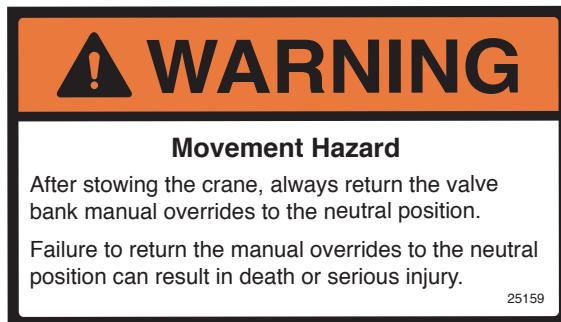 WARNING
Movement Hazard
After stowing the crane, always return the valve
bank manual overrides to the neutral position.
Failure to return the manual overrides to the neutral
position can result in death or serious injury.
25159